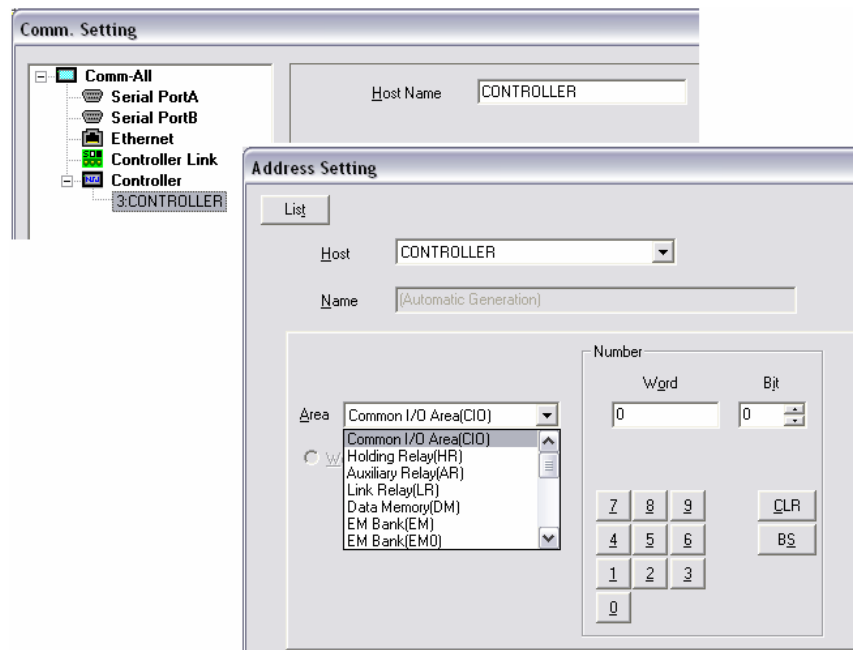 Comm. Setting
Comm-All
Serial PortA
Serial PortB
Ethernet
Controller Link
Controller
3:CONTROLLER
Host Name
CONTROLLER
Address Setting
List
Host
CONTROLLER
Name
(Automatic Generation)
Area
Common I/O Area(CIO)
Common I/O Area(CIO)
Holding Relay(HR)
Auxiliary Relay(AR)
Link Relay(LR)
Data Memory(DM)
EM Bank(EM)
EM Bank(EM0)
Number
Word
Bit
0
0
7 8 9
CLR
4 5 6
BS
1 2 3
0